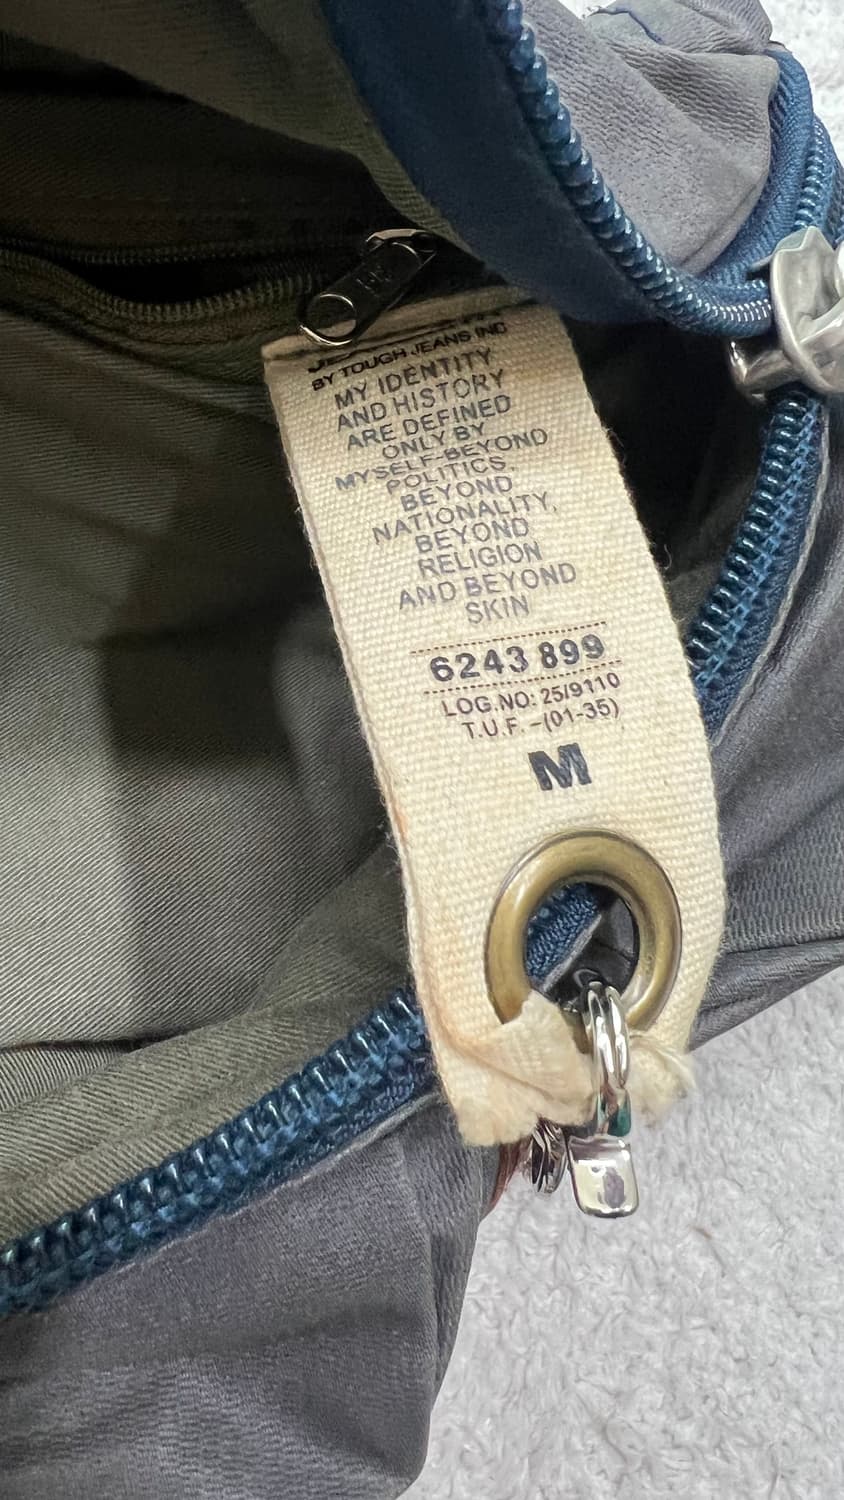 BY TOUGH JEANS INC
MY IDENTITY
AND HISTORY
ARE DEFINED
ONLY BY
MYSELF-BEYOND
POLITICS,
BEYOND
NATIONALITY,
BEYOND
RELIGION
AND BEYOND
SKIN
6243 899
LOG.NO: 25/9110
T.U.F. -(01-35)
M